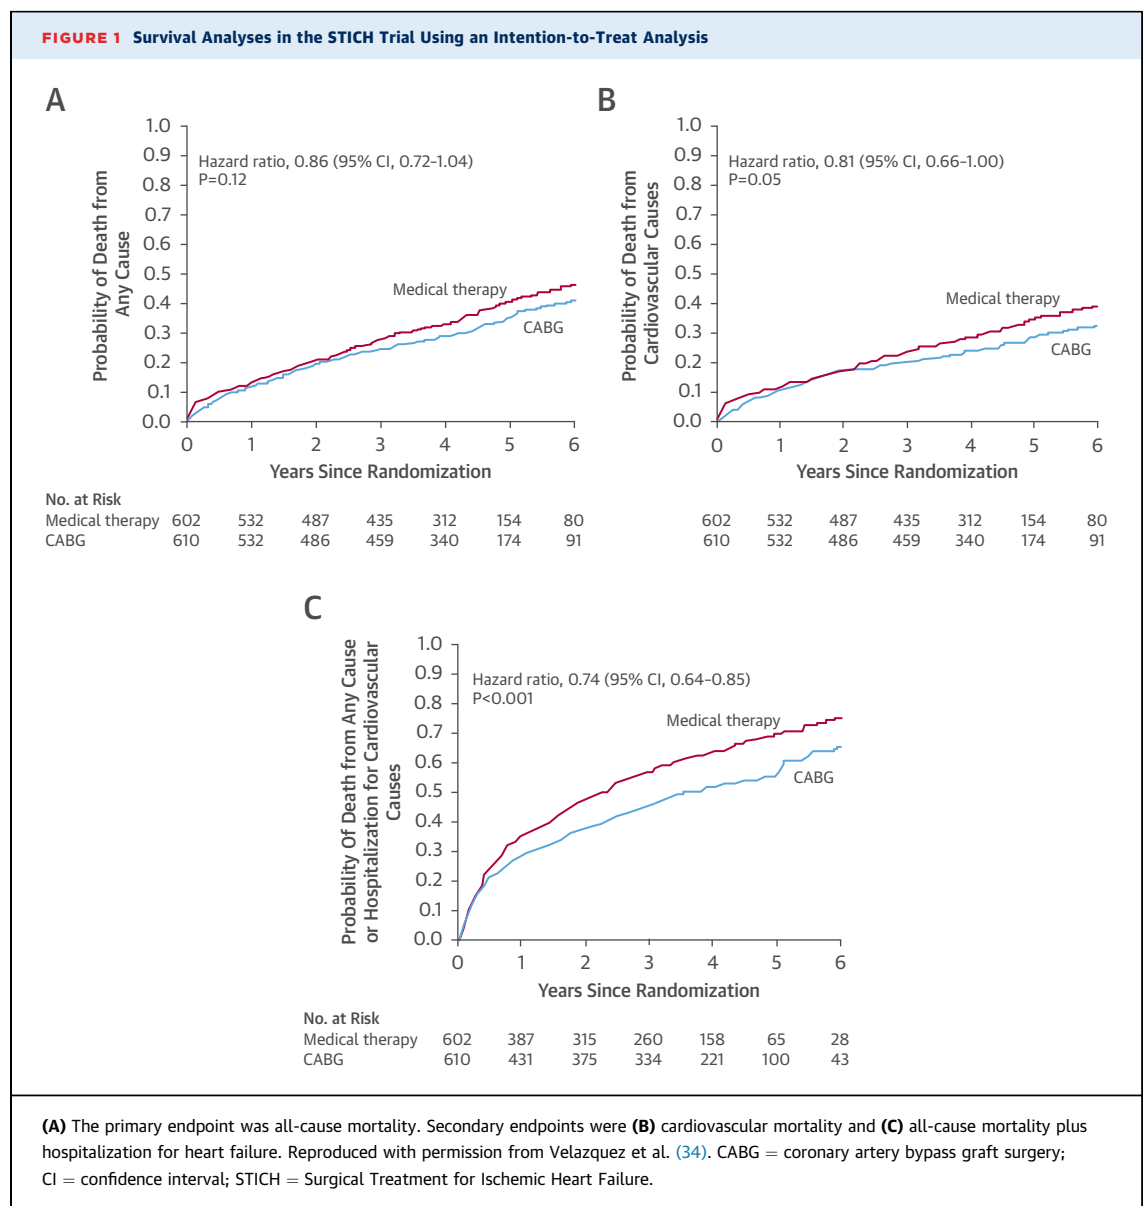 FIGURE 1 Survival Analyses in the STICH Trial Using an Intention-to-Treat Analysis
A
Probability of Death from
Any Cause
1.0
0.9
0.8
0.7
0.6
0.5
0.4
0.3
0.2
0.1
0.0
Hazard ratio, 0.86 (95% CI, 0.72-1.04)
P=0.12
Medical therapy
CABG
0 1 2 3 4 5 6
Years Since Randomization
No. at Risk
Medical therapy 602 532 487 435 312 154 80
CABG 610 532 486 459 340 174 91
B
Probability of Death from
Cardiovascular Causes
1.0
0.9
0.8
0.7
0.6
0.5
0.4
0.3
0.2
0.1
0.0
Hazard ratio, 0.81 (95% CI, 0.66-1.00)
P=0.05
Medical therapy
CABG
0 1 2 3 4 5 6
Years Since Randomization
602 532 487 435 312 154 80
610 532 486 459 340 174 91
C
Probability Of Death from Any Cause
or Hospitalization for Cardiovascular
Causes
1.0
0.9
0.8
0.7
0.6
0.5
0.4
0.3
0.2
0.1
0.0
Hazard ratio, 0.74 (95% CI, 0.64-0.85)
P<0.001
Medical therapy
CABG
0 1 2 3 4 5 6
Years Since Randomization
No. at Risk
Medical therapy 602 387 315 260 158 65 28
CABG 610 431 375 334 221 100 43
(A) The primary endpoint was all-cause mortality. Secondary endpoints were (B) cardiovascular mortality and (C) all-cause mortality plus
hospitalization for heart failure. Reproduced with permission from Velazquez et al. (34). CABG = coronary artery bypass graft surgery;
CI = confidence interval; STICH = Surgical Treatment for Ischemic Heart Failure.